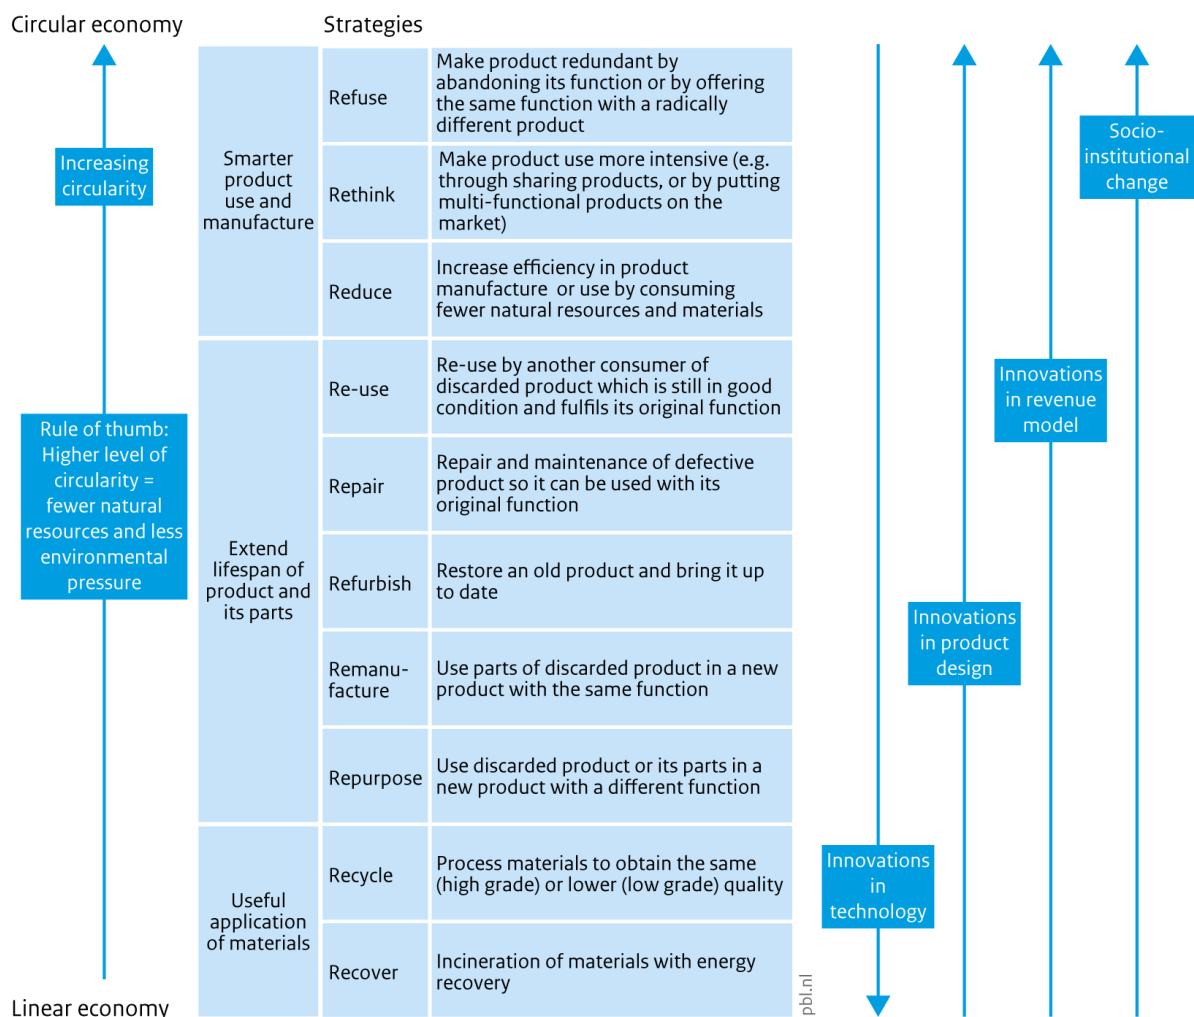 Circular economy
Strategies
Increasing
circularity
Rule of thumb:
Higher level of
circularity =
fewer natural
resources and less
environmental
pressure
Linear economy
Smarter
product
use and
manufacture
Refuse
Make product redundant by
abandoning its function or by offering
the same function with a radically
different product
Rethink
Make product use more intensive (e.g.
through sharing products, or by putting
multi-functional products on the
market)
Reduce
Increase efficiency in product
manufacture or use by consuming
fewer natural resources and materials
Extend
lifespan of
product and
its parts
Re-use
Re-use by another consumer of
discarded product which is still in good
condition and fulfils its original function
Repair
Repair and maintenance of defective
product so it can be used with its
original function
Refurbish
Restore an old product and bring it up
to date
Remanu-
facture
Use parts of discarded product in a new
product with the same function
Repurpose
Use discarded product or its parts in a
new product with a different function
Useful
application
of materials
Recycle
Process materials to obtain the same
(high grade) or lower (low grade) quality
Recover
Incineration of materials with energy
recovery
pbl.nl
Innovations
in
technology
Innovations
in product
design
Innovations
in revenue
model
Socio-
institutional
change